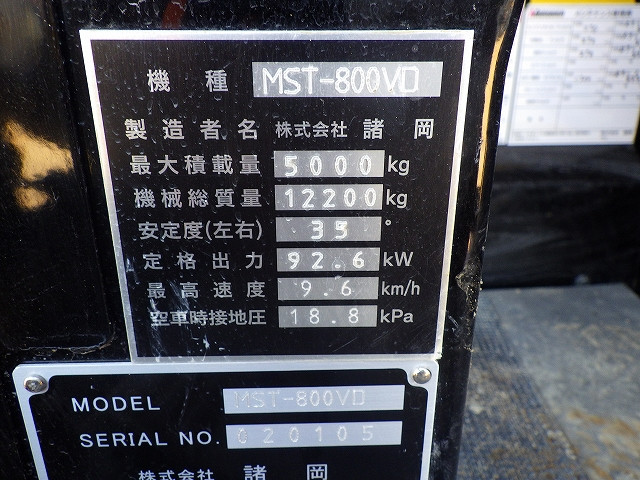 機種 MST-800VD
製造者名 株式会社 諸岡
最大積載量 5000 kg
機械総質量 12200 kg
安定度(左右) 35 °
定格出力 92.6 kW
最高速度 9.6 km/h
空車時接地圧 18.8 kPa
MODEL MST-800VD
SERIAL NO. 020105
株式会社 諸岡